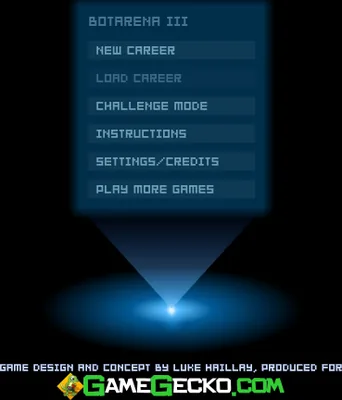 BOTARENA III
NEW CAREER
LOAD CAREER
CHALLENGE MODE
INSTRUCTIONS
SETTINGS/CREDITS
PLAY MORE GAMES
GAME DESIGN AND CONCEPT BY LUKE HAILLAY, PRODUCED FOR
GAMEGECKO.COM